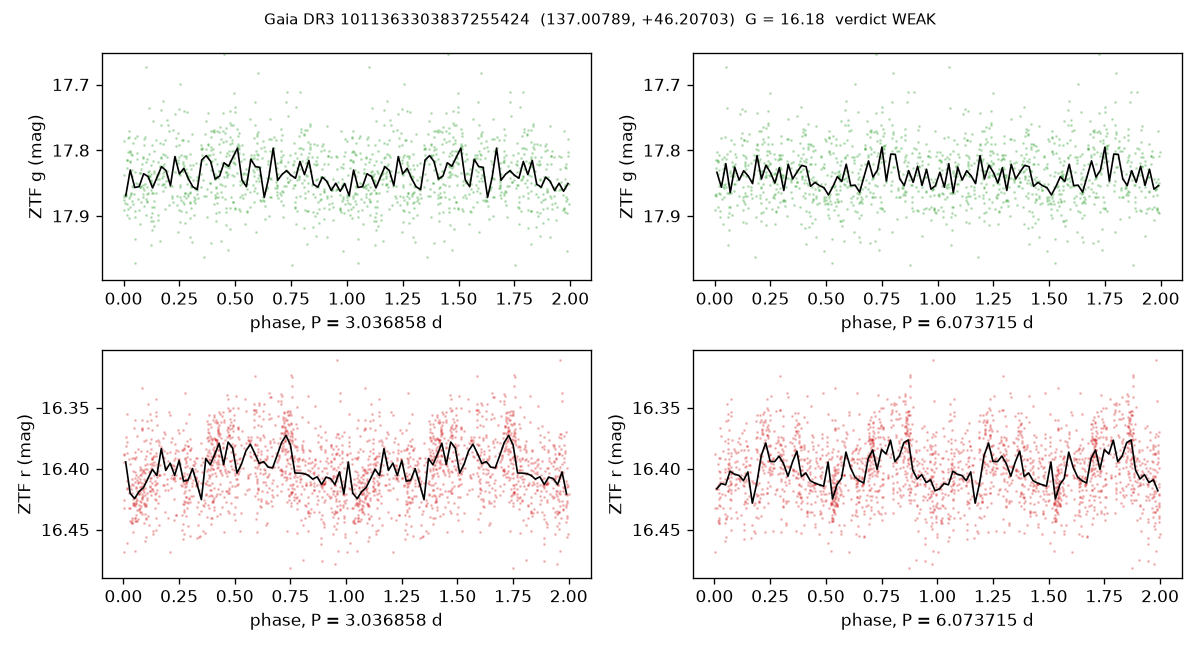 Gaia DR3 1011363303837255424 (137.00789, +46.20703) G = 16.18 verdict WEAK
ZTF g (mag)
17.7
17.8
17.9
0.00 0.25 0.50 0.75 1.00 1.25 1.50 1.75 2.00
phase, P = 3.036858 d
ZTF g (mag)
17.7
17.8
17.9
0.00 0.25 0.50 0.75 1.00 1.25 1.50 1.75 2.00
phase, P = 6.073715 d
ZTF r (mag)
16.35
16.40
16.45
0.00 0.25 0.50 0.75 1.00 1.25 1.50 1.75 2.00
phase, P = 3.036858 d
ZTF r (mag)
16.35
16.40
16.45
0.00 0.25 0.50 0.75 1.00 1.25 1.50 1.75 2.00
phase, P = 6.073715 d